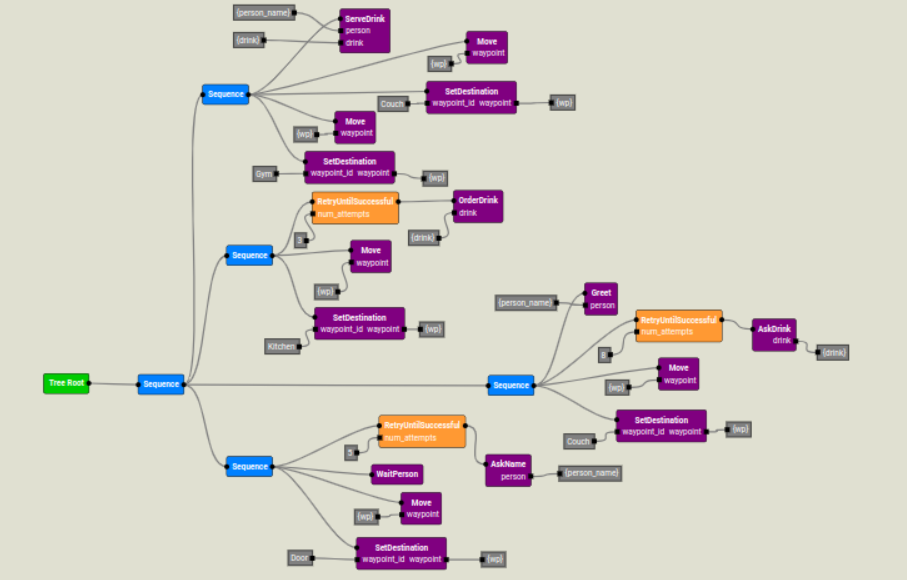 {person_name}
ServeDrink
person
{drink}
drink
Move
waypoint
{wp}
Sequence
SetDestination
Couch
waypoint_id waypoint
{wp}
Move
{wp}
waypoint
SetDestination
Gym
waypoint_id waypoint
{wp}
RetryUntilSuccessful
num_attempts
3
OrderDrink
drink
{drink}
Sequence
Move
waypoint
{wp}
SetDestination
waypoint_id waypoint
{wp}
Kitchen
Greet
{person_name}
person
RetryUntilSuccessful
num_attempts
AskDrink
drink
{drink}
Move
waypoint
{wp}
Tree Root
Sequence
Sequence
SetDestination
waypoint_id waypoint
{wp}
Couch
RetryUntilSuccessful
num_attempts
5
Sequence
WaitPerson
AskName
person
{person_name}
Move
waypoint
{wp}
SetDestination
Door
waypoint_id waypoint
{wp}